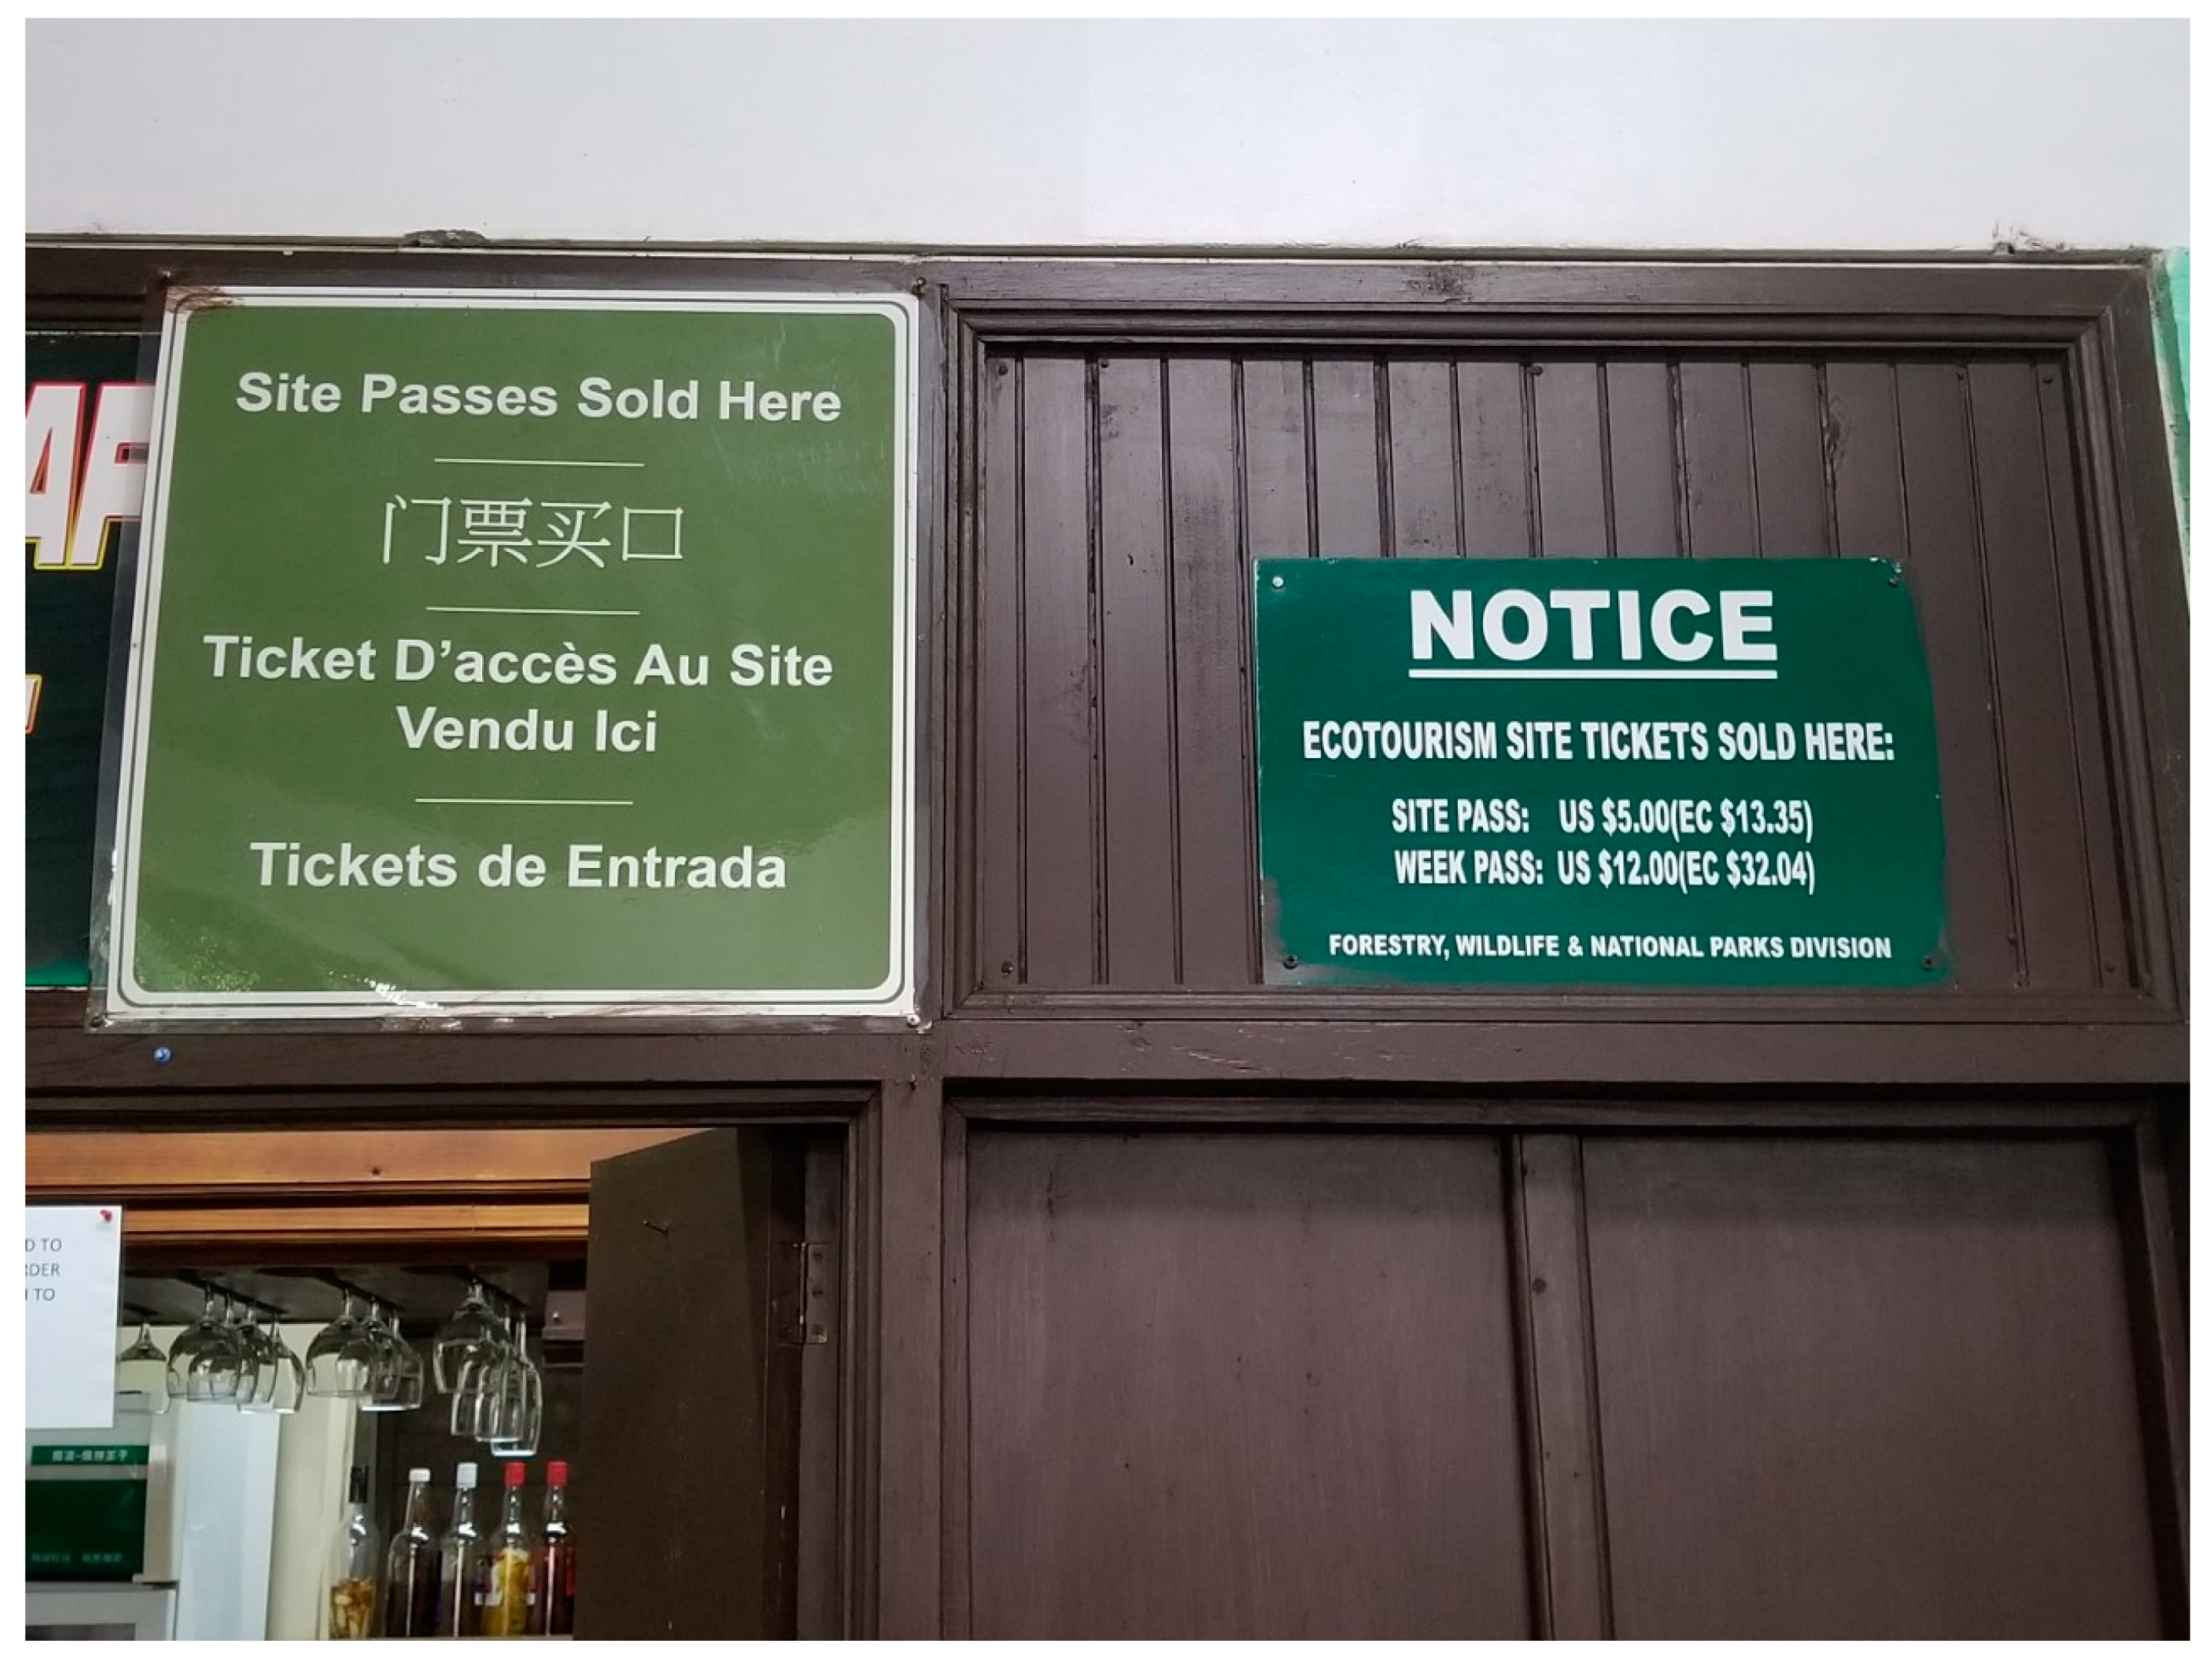 Site Passes Sold Here
门票买口
Ticket D'accès Au Site
Vendu Ici
Tickets de Entrada
NOTICE
ECOTOURISM SITE TICKETS SOLD HERE:
SITE PASS: US $5.00(EC $13.35)
WEEK PASS: US $12.00(EC $32.04)
FORESTRY, WILDLIFE & NATIONAL PARKS DIVISION
TO
TO